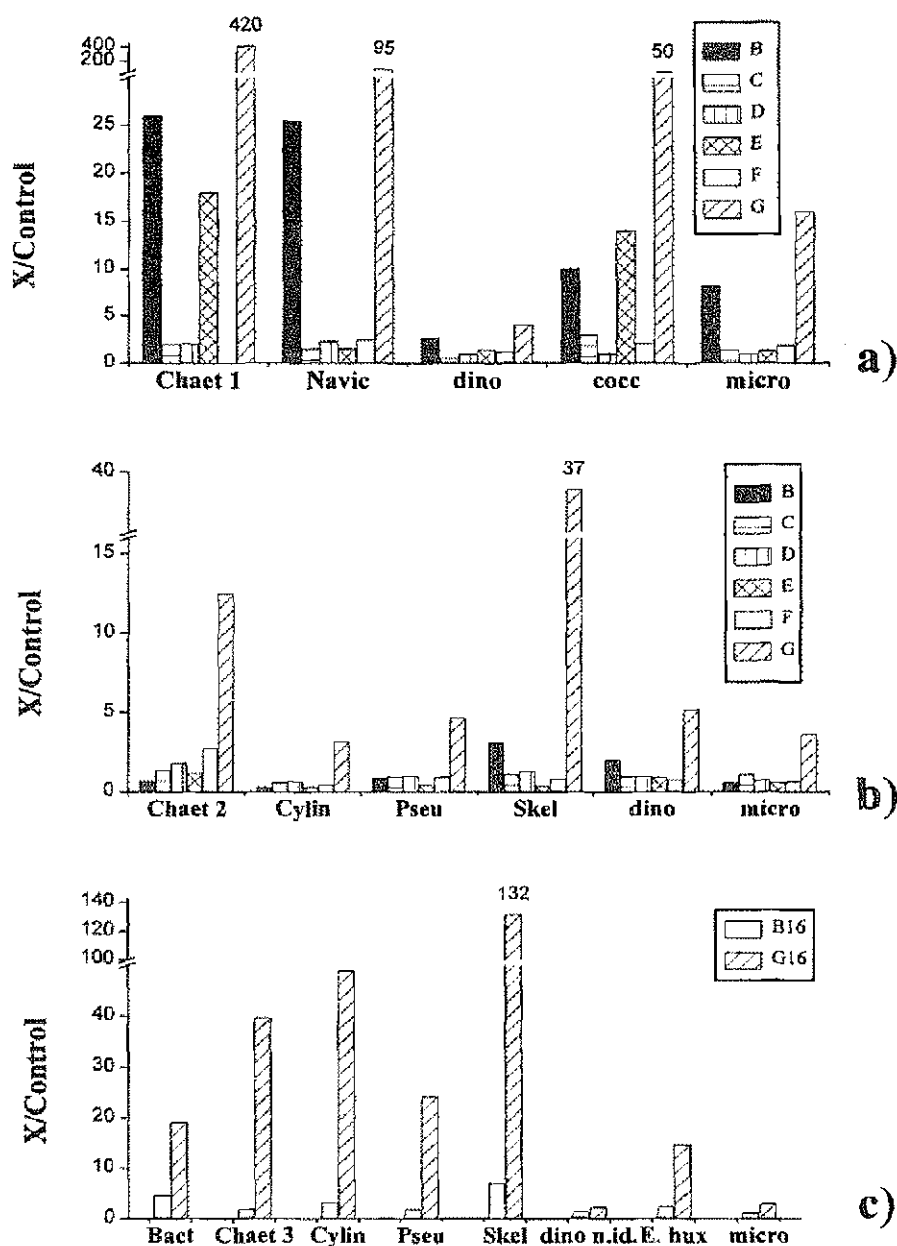 420
400
200
95
50
25
20
15
10
5
0
X/Control
Chaet 1 Navic dino cocc micro
B
C
D
E
F
G
a)
40
37
15
10
5
0
X/Control
Chaet 2 Cylin Pseu Skel dino micro
B
C
D
E
F
G
b)
140
132
120
100
40
30
20
10
0
X/Control
Bact Chaet 3 Cylin Pseu Skel dino n.id. E. hux micro
B16
G16
c)